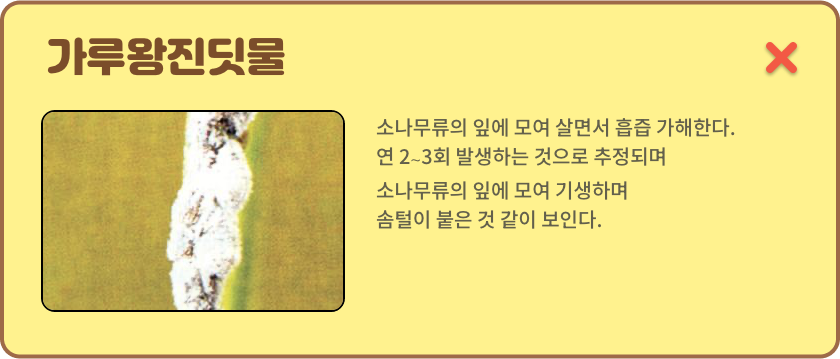 가루왕진딧물
소나무류의 잎에 모여 살면서 흡즙 가해한다.
연 2~3회 발생하는 것으로 추정되며
소나무류의 잎에 모여 기생하며
솜털이 붙은 것 같이 보인다.